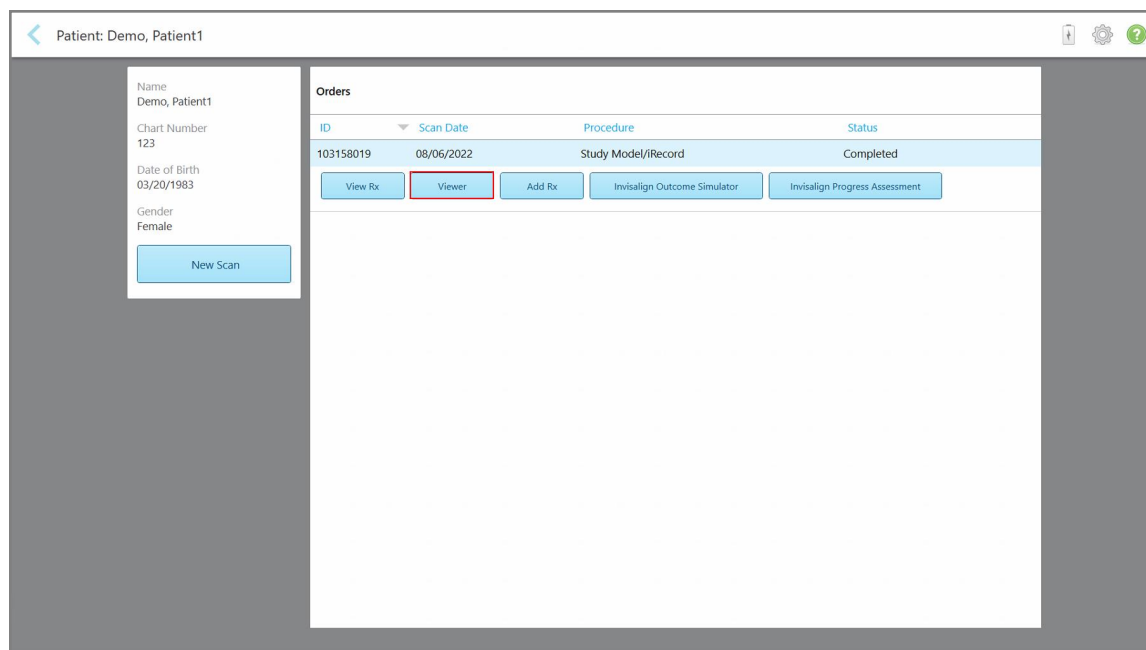 Patient: Demo, Patient1
?
Name
Demo, Patient1
Chart Number
123
Date of Birth
03/20/1983
Gender
Female
New Scan
Orders
ID Scan Date Procedure Status
103158019 08/06/2022 Study Model/iRecord Completed
View Rx Viewer Add Rx Invisalign Outcome Simulator Invisalign Progress Assessment